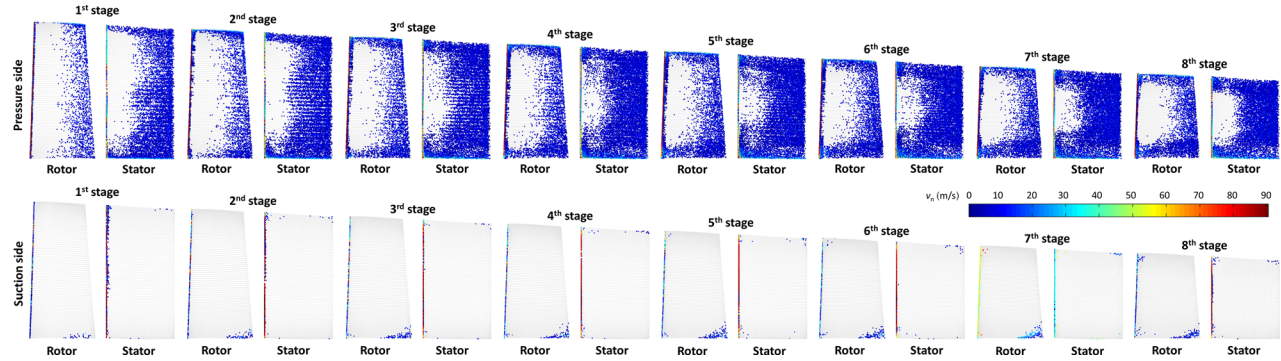 1st stage
2nd stage
3rd stage
4th stage
5th stage
6th stage
7th stage
8th stage
Pressure side
Rotor Stator Rotor Stator Rotor Stator Rotor Stator Rotor Stator Rotor Stator Rotor Stator Rotor Stator
vn (m/s) 0 10 20 30 40 50 60 70 80 90
1st stage
2nd stage
3rd stage
4th stage
5th stage
6th stage
7th stage
8th stage
Suction side
Rotor Stator Rotor Stator Rotor Stator Rotor Stator Rotor Stator Rotor Stator Rotor Stator Rotor Stator